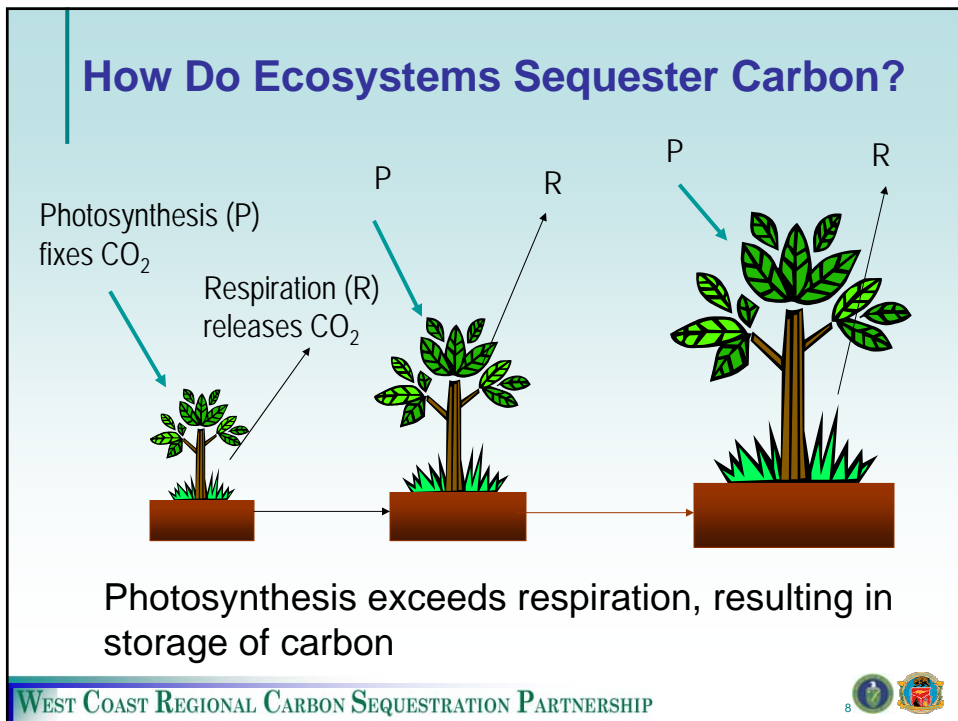 How Do Ecosystems Sequester Carbon?
P
R
P
R
Photosynthesis (P)
fixes CO₂
Respiration (R)
releases CO₂
Photosynthesis exceeds respiration, resulting in
storage of carbon
WEST COAST REGIONAL CARBON SEQUESTRATION PARTNERSHIP
8